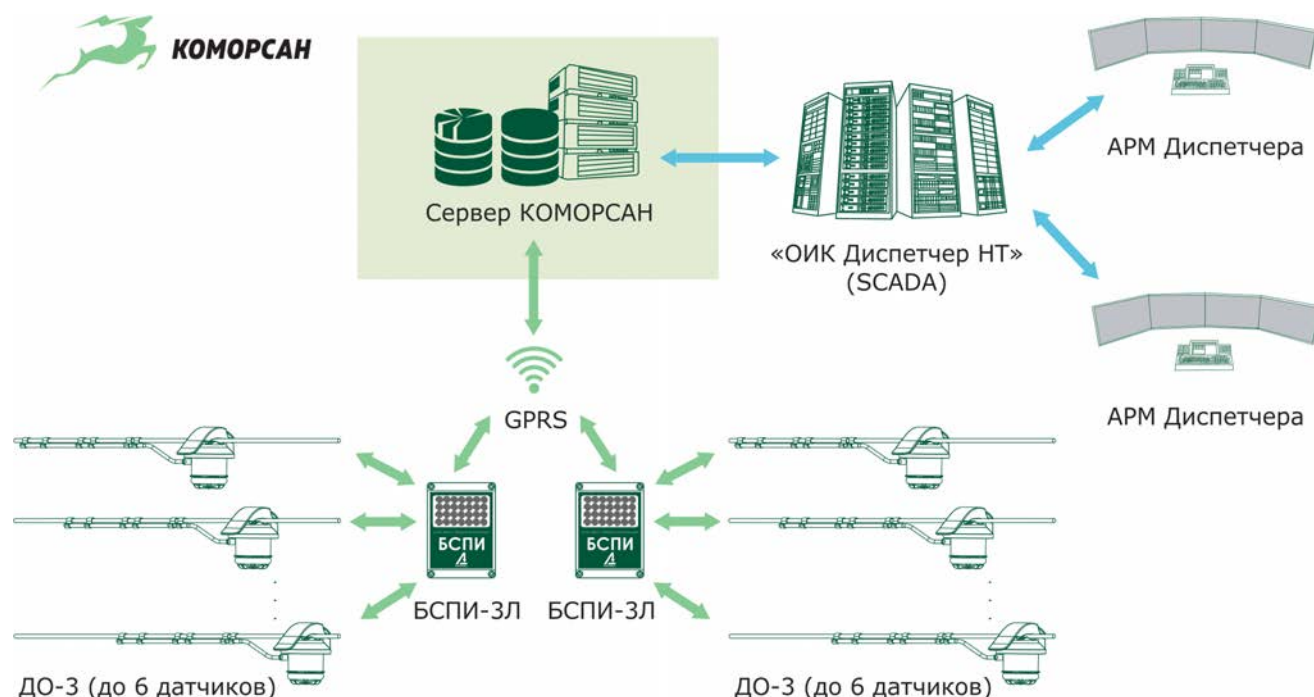 КОМОРСАН
Сервер КОМОРСАН
«ОИК Диспетчер НТ»
(SCADA)
АРМ Диспетчера
АРМ Диспетчера
GPRS
БСПИ
БСПИ
БСПИ-3Л
БСПИ-3Л
ДО-3 (до 6 датчиков)
ДО-3 (до 6 датчиков)